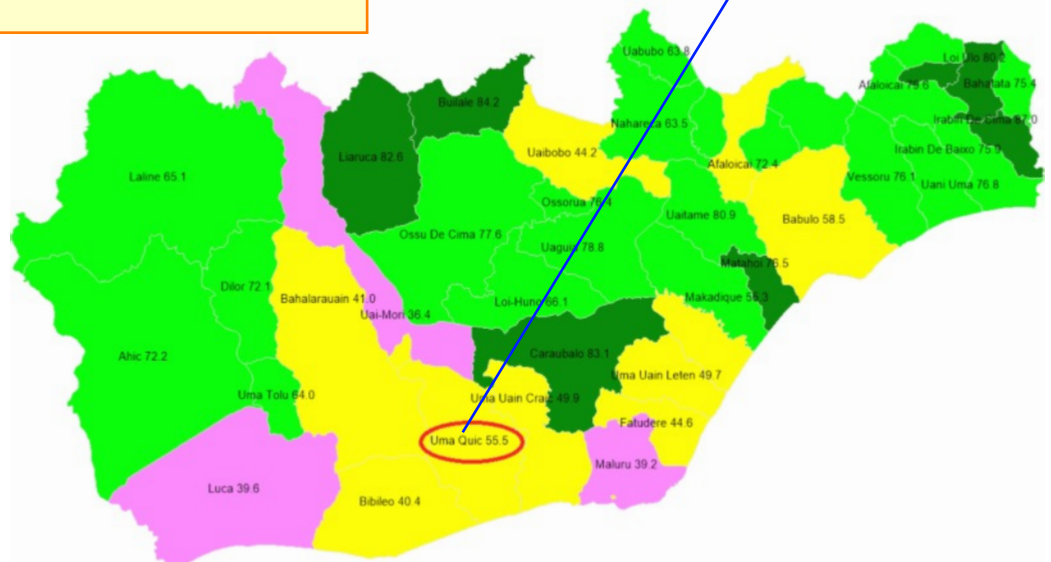 Uabubo 63.8
Loi Ulo 80.2
Afaloicai 79.6
Bahatata 75.4
Builale 84.2
Nahareca 63.5
Irabin De Cima 87.0
Liaruca 82.6
Uaibobo 44.2
Irabin De Baixo 75.9
Afaloicai 72.4
Laline 65.1
Vessoru 76.1
Uani Uma 76.8
Ossorua 76.4
Uaitame 80.9
Babulo 58.5
Ossu De Cima 77.6
Uaguia 78.8
Matahoi 76.5
Dilor 72.1
Bahalarauain 41.0
Loi-Huno 66.1
Makadique 56.3
Uai-Mori 36.4
Ahic 72.2
Caraubalo 83.1
Uma Uain Leten 49.7
Uma Tolu 64.0
Uma Uain Craic 49.9
Fatudere 44.6
Uma Quic 55.5
Maluru 39.2
Luca 39.6
Bibileo 40.4